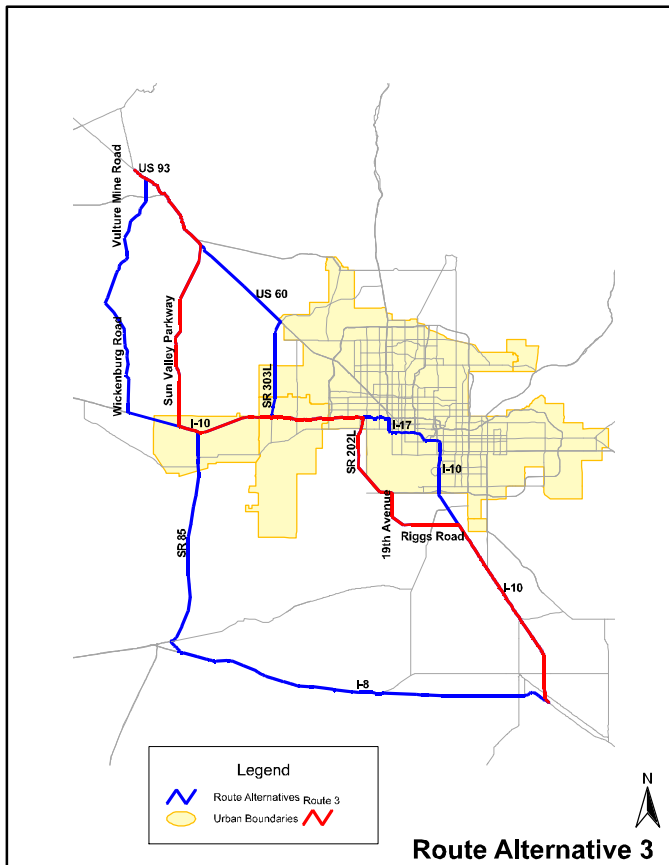 US 93
Vulture Mine Road
US 60
Sun Valley Parkway
Wickenburg Road
SR 303L
I-10
I-17
SR 202L
I-10
19th Avenue
Riggs Road
SR 85
I-10
I-8
Legend
Route Alternatives Route 3
Urban Boundaries
N
Route Alternative 3